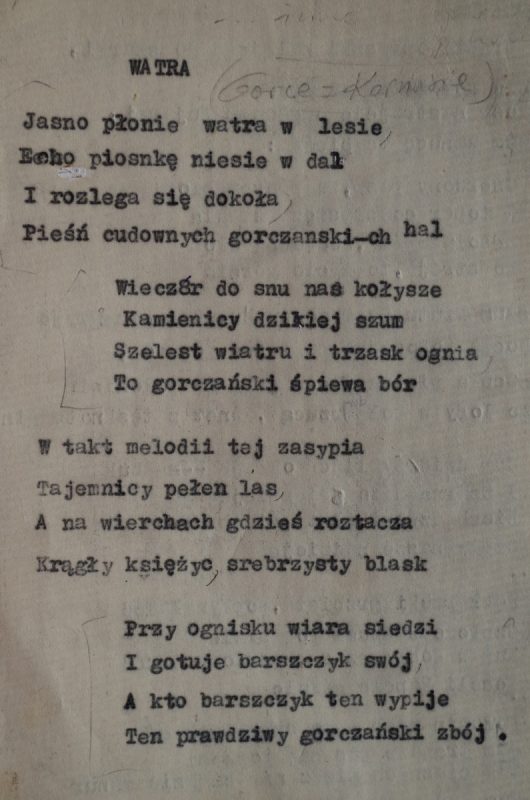 WATRA
(Gorce
Jasno płonie watra w lesie,
Echo piosnkę niesie w dal
I rozlega się dokoła,
Pieśń cudownych gorczanski-ch hal
Wieczór do snu nas kołysze
Kamienicy dzikiej szum
Szelest wiatru i trzask ognia,
To gorczański śpiewa bór
W takt melodii tej zasypia
Tajemnicy pełen las,
A na wierchach gdzieś roztacza
Krągły księżyc, srebrzysty blask
Przy ognisku wiara siedzi
I gotuje barszczyk swój,
A kto barszczyk ten wypije
Ten prawdziwy gorczański zbój.